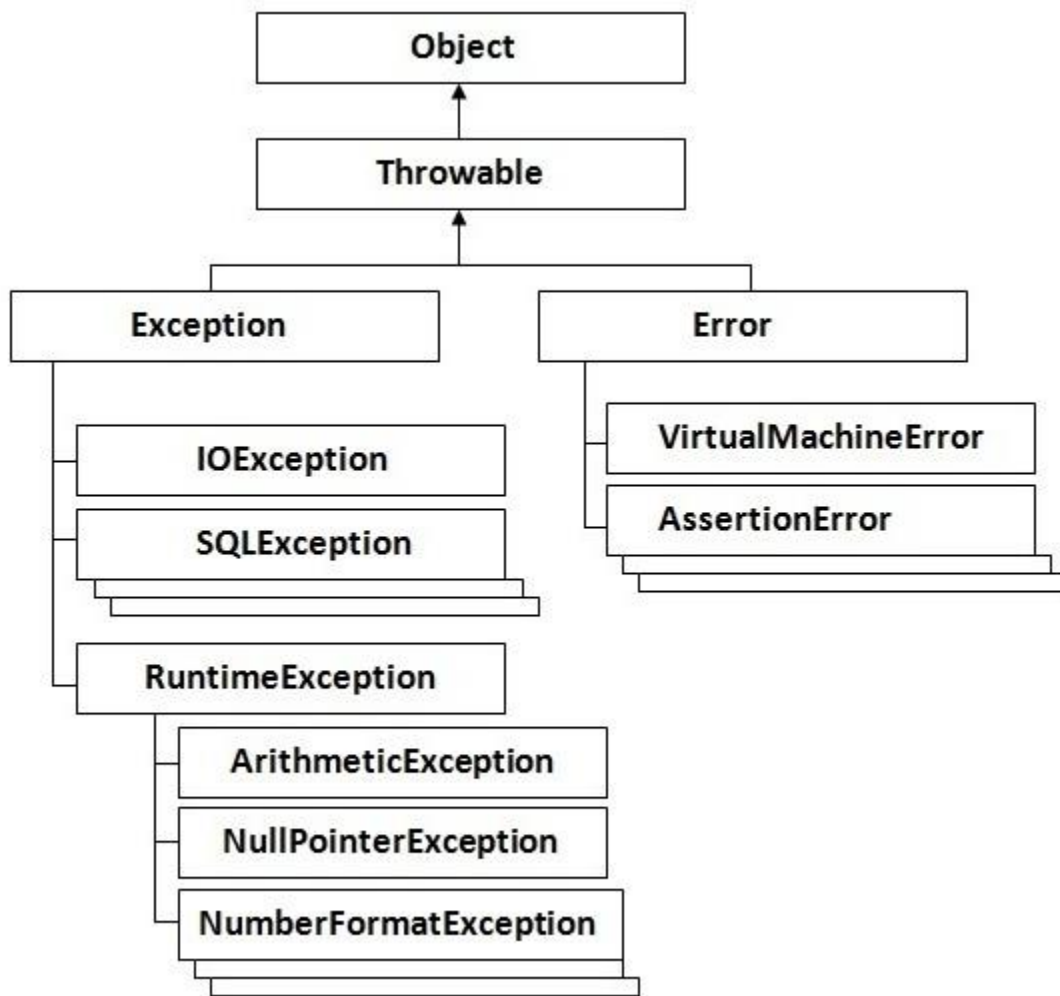 Object
Throwable
Exception
Error
IOException
SQLException
RuntimeException
ArithmeticException
NullPointerException
NumberFormatException
VirtualMachineError
AssertionError